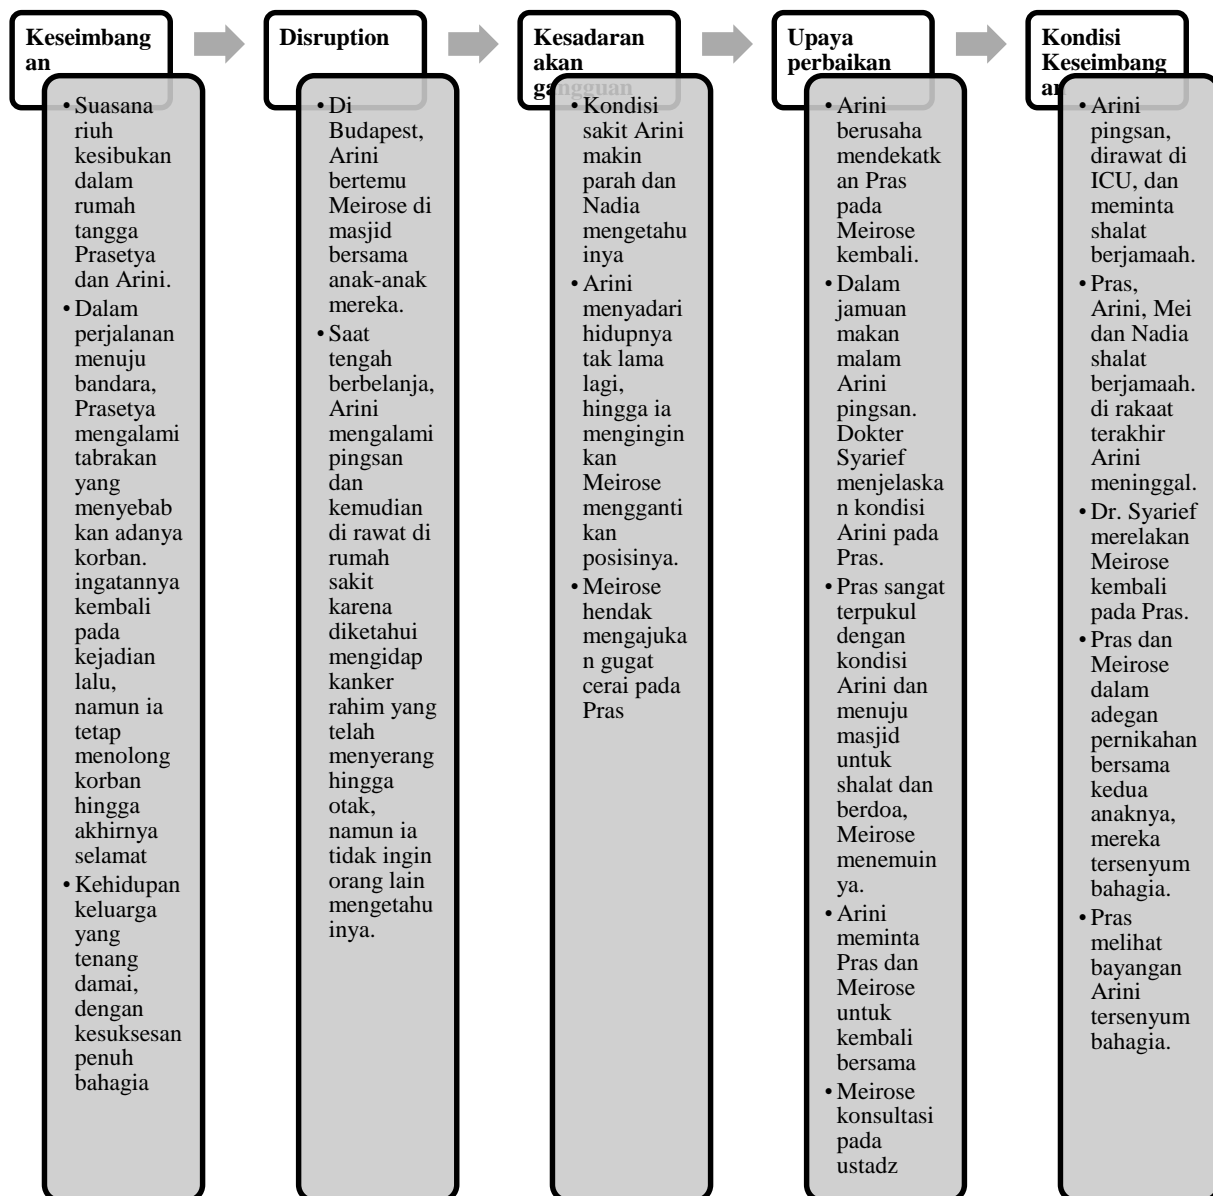 Keseimbang
an
• Suasana
riuh
kesibukan
dalam
rumah
tangga
Prasetya
dan Arini.
• Dalam
perjalanan
menuju
bandara,
Prasetya
mengalami
tabrakan
yang
menyebab
kan adanya
korban.
ingatannya
kembali
pada
kejadian
lalu,
namun ia
tetap
menolong
korban
hingga
akhirnya
selamat
• Kehidupan
keluarga
yang
tenang
damai,
dengan
kesuksesan
penuh
bahagia
Disruption
• Di
Budapest,
Arini
bertemu
Meirose di
masjid
bersama
anak-anak
mereka.
• Saat
tengah
berbelanja,
Arini
mengalami
pingsan
dan
kemudian
di rawat di
rumah
sakit
karena
diketahui
mengidap
kanker
rahim yang
telah
menyerang
hingga
otak,
namun ia
tidak ingin
orang lain
mengetahu
inya.
Kesadaran
akan
gangguan
• Kondisi
sakit Arini
makin
parah dan
Nadia
mengetahu
inya
• Arini
menyadari
hidupnya
tak lama
lagi,
hingga ia
mengingin
kan
Meirose
mengganti
kan
posisinya.
• Meirose
hendak
mengajuka
n gugat
cerai pada
Pras
Upaya
perbaikan
• Arini
berusaha
mendekatk
an Pras
pada
Meirose
kembali.
• Dalam
jamuan
makan
malam
Arini
pingsan.
Dokter
Syarief
menjelaska
n kondisi
Arini pada
Pras.
• Pras sangat
terpukul
dengan
kondisi
Arini dan
menuju
masjid
untuk
shalat dan
berdoa,
Meirose
menemuin
ya.
• Arini
meminta
Pras dan
Meirose
untuk
kembali
bersama
• Meirose
konsultasi
pada
ustadz
Kondisi
Keseimbang
an
• Arini
pingsan,
dirawat di
ICU, dan
meminta
shalat
berjamaah.
• Pras,
Arini, Mei
dan Nadia
shalat
berjamaah.
di rakaat
terakhir
Arini
meninggal.
• Dr. Syarief
merelakan
Meirose
kembali
pada Pras.
• Pras dan
Meirose
dalam
adegan
pernikahan
bersama
kedua
anaknya,
mereka
tersenyum
bahagia.
• Pras
melihat
bayangan
Arini
tersenyum
bahagia.